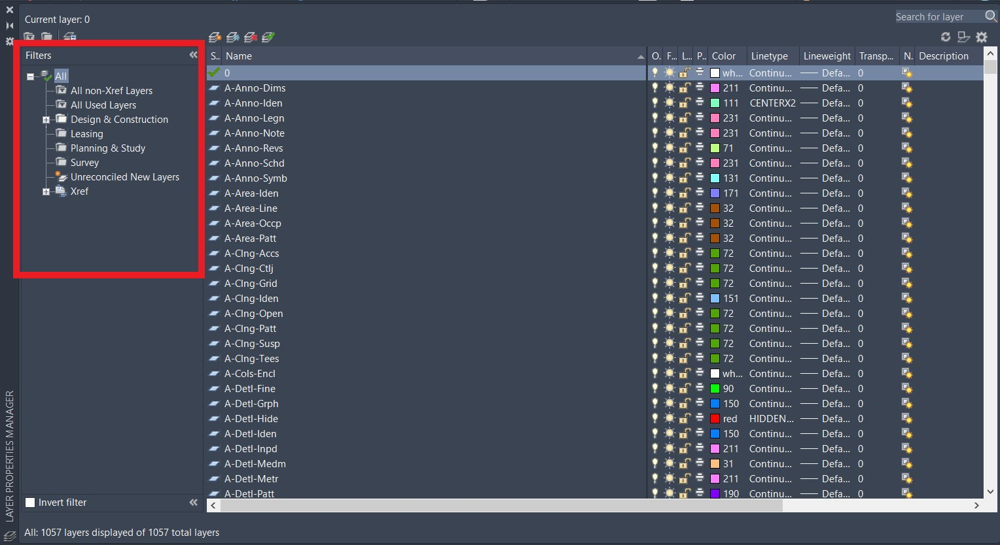 Current layer: 0
Search for layer
Filters
All
All non-Xref Layers
All Used Layers
Design & Construction
Leasing
Planning & Study
Survey
Unreconciled New Layers
Xref
Invert filter
S.. Name O. F... L... P.. Color Linetype Lineweight Transp... N. Description
0 wh... Continu... Defa... 0
A-Anno-Dims 211 Continu... Defa... 0
A-Anno-Iden 111 CENTERX2 Defa... 0
A-Anno-Legn 231 Continu... Defa... 0
A-Anno-Note 231 Continu... Defa... 0
A-Anno-Revs 71 Continu... Defa... 0
A-Anno-Schd 231 Continu... Defa... 0
A-Anno-Symb 131 Continu... Defa... 0
A-Area-Iden 171 Continu... Defa... 0
A-Area-Line 32 Continu... Defa... 0
A-Area-Occp 32 Continu... Defa... 0
A-Area-Patt 32 Continu... Defa... 0
A-Clng-Accs 72 Continu... Defa... 0
A-Clng-Ctlj 72 Continu... Defa... 0
A-Clng-Grid 72 Continu... Defa... 0
A-Clng-Iden 151 Continu... Defa... 0
A-Clng-Open 72 Continu... Defa... 0
A-Clng-Patt 72 Continu... Defa... 0
A-Clng-Susp 72 Continu... Defa... 0
A-Clng-Tees 72 Continu... Defa... 0
A-Cols-Encl wh... Continu... Defa... 0
A-Detl-Fine 90 Continu... Defa... 0
A-Detl-Grph 150 Continu... Defa... 0
A-Detl-Hide red HIDDEN... Defa... 0
A-Detl-Iden 150 Continu... Defa... 0
A-Detl-Inpd 211 Continu... Defa... 0
A-Detl-Medm 31 Continu... Defa... 0
A-Detl-Metr 211 Continu... Defa... 0
A-Detl-Patt 190 Continu... Defa... 0
LAYER PROPERTIES MANAGER
All: 1057 layers displayed of 1057 total layers